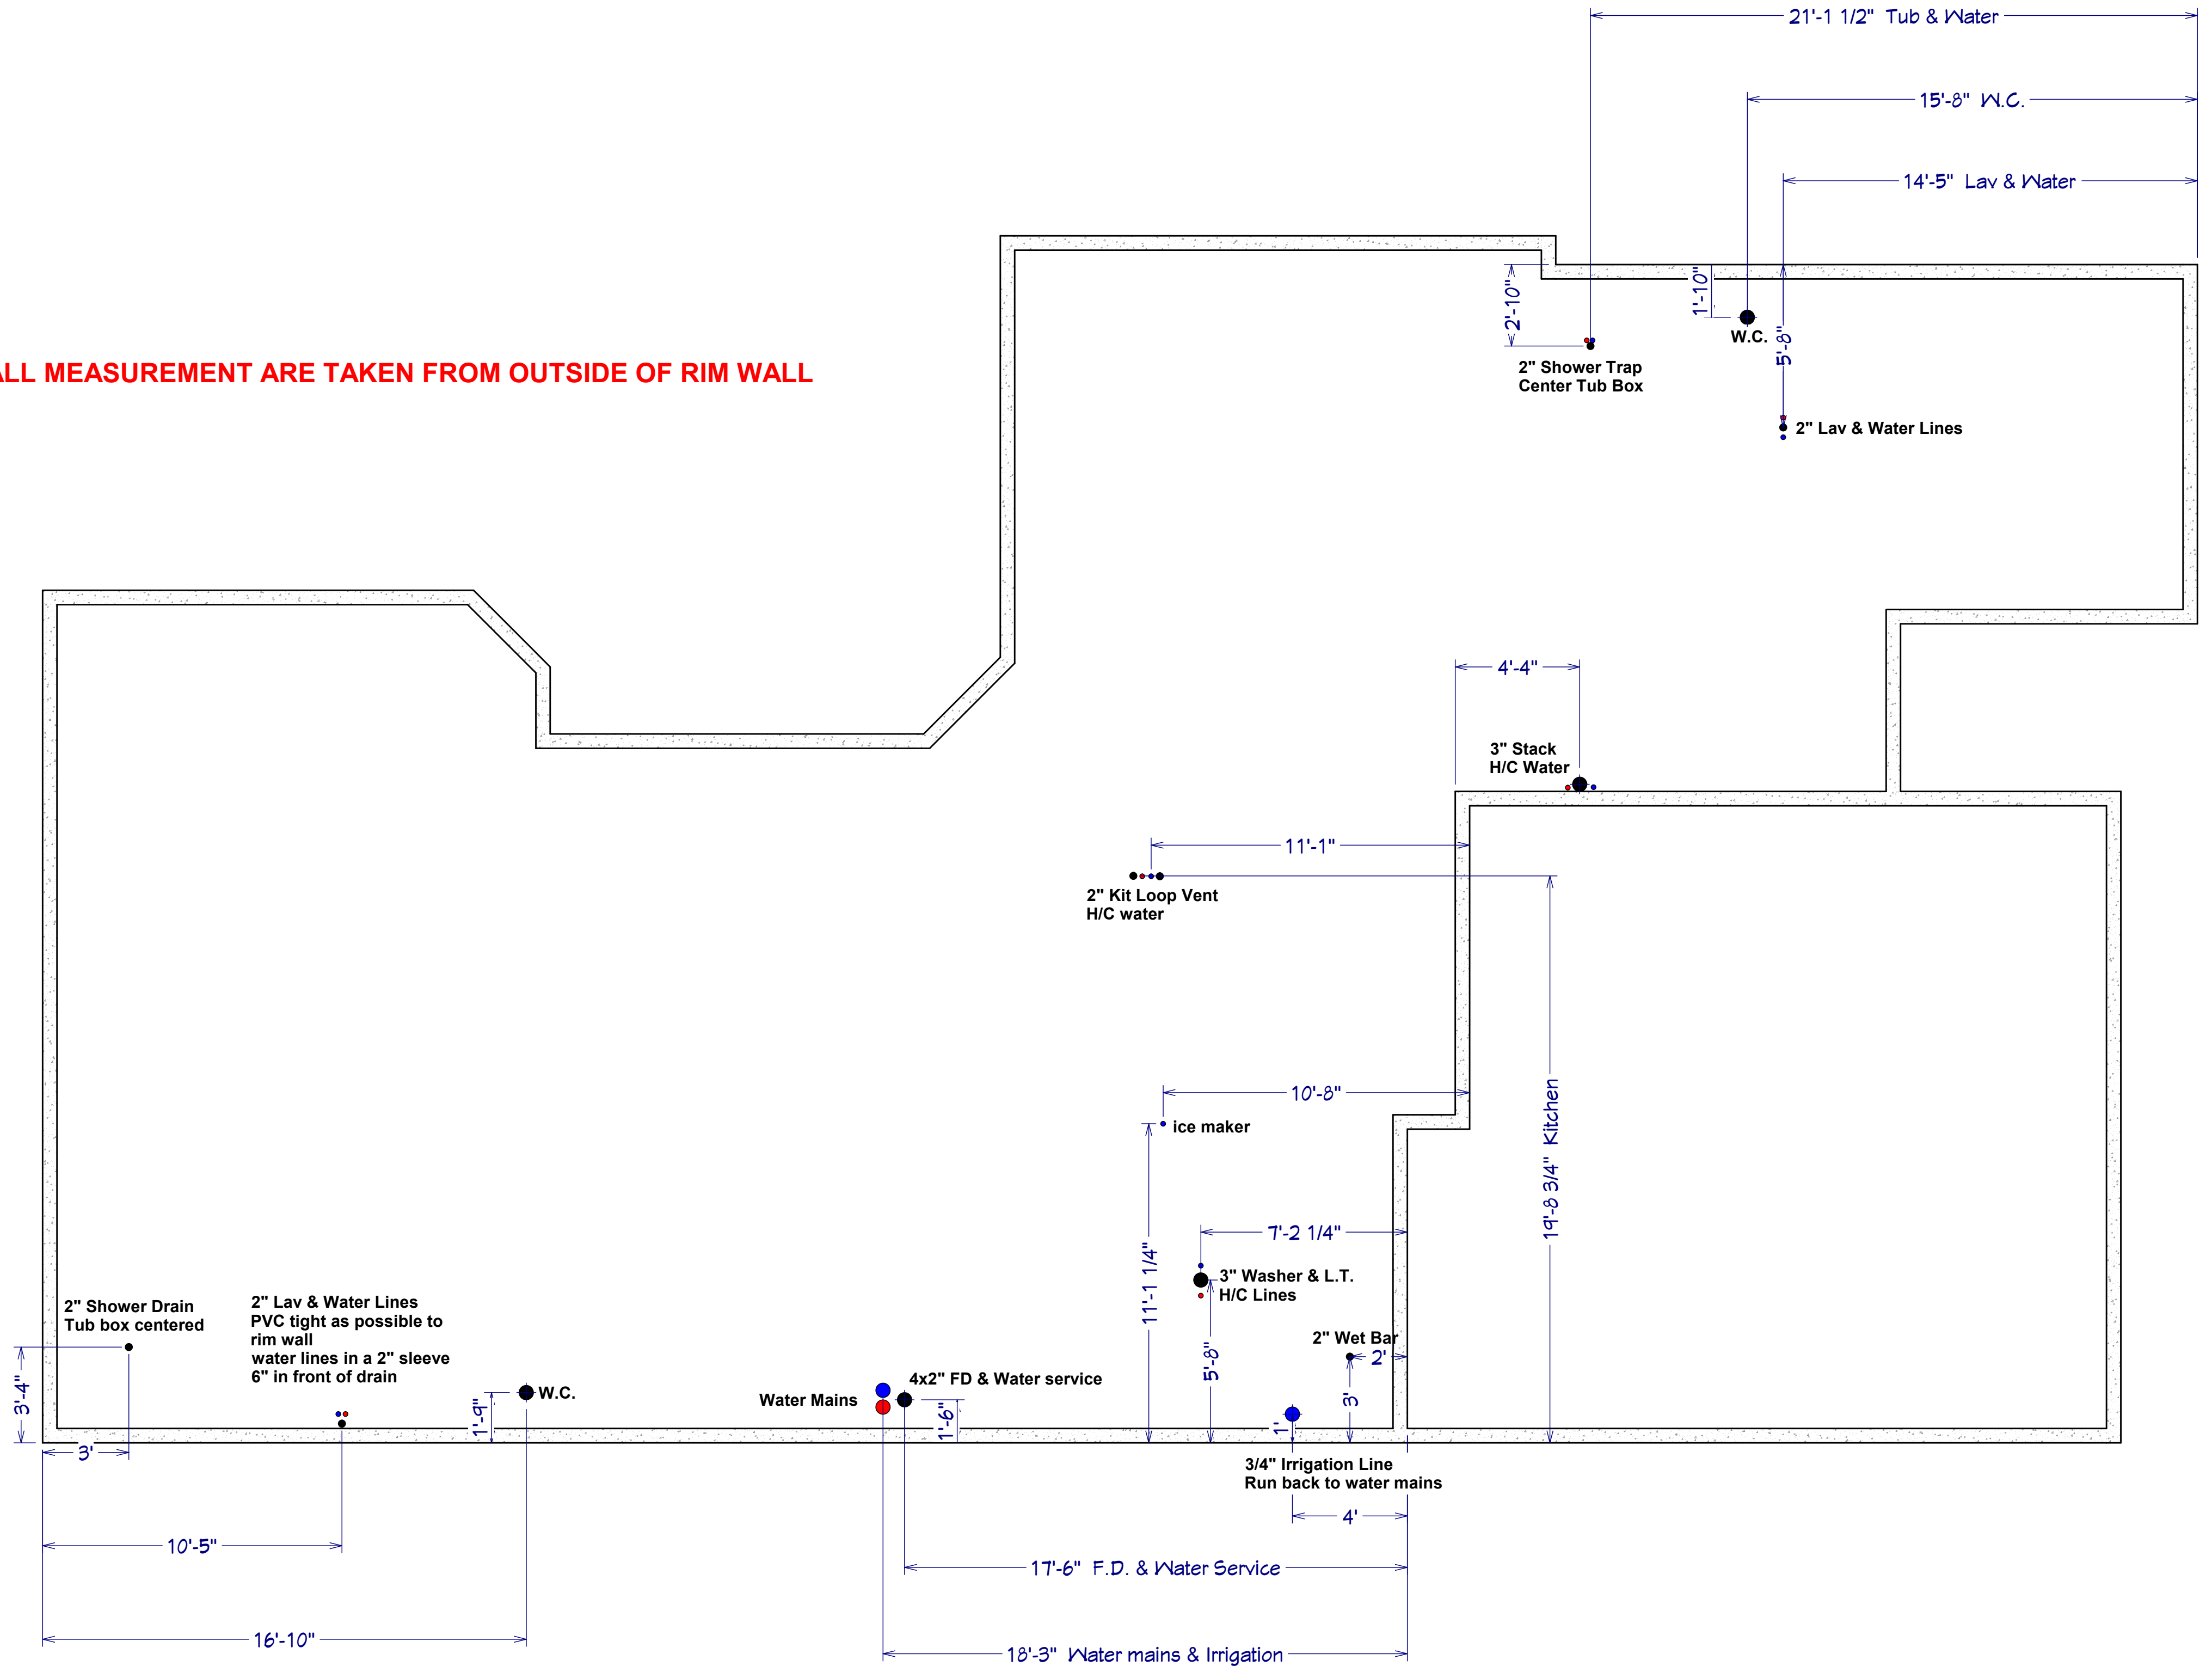 21'-1 1/2" Tub & Water
15'-8" W.C.
14'-5" Lav & Water
2'-10"
1'-10"
5'-8"
W.C.
2" Shower Trap
Center Tub Box
ALL MEASUREMENT ARE TAKEN FROM OUTSIDE OF RIM WALL
2" Lav & Water Lines
4'-4"
3" Stack
H/C Water
11'-1"
2" Kit Loop Vent
H/C water
10'-8"
ice maker
19'-8 3/4" Kitchen
7'-2 1/4"
11'-1 1/4"
3" Washer & L.T.
H/C Lines
5'-8"
2" Shower Drain
Tub box centered
2" Lav & Water Lines
PVC tight as possible to
rim wall
water lines in a 2" sleeve
6" in front of drain
2" Wet Bar
2'
3'
3'-4"
W.C.
1'-9"
4x2" FD & Water service
Water Mains
1'-6"
1'
3'
3/4" Irrigation Line
Run back to water mains
4'
10'-5"
17'-6" F.D. & Water Service
16'-10"
18'-3" Water mains & Irrigation